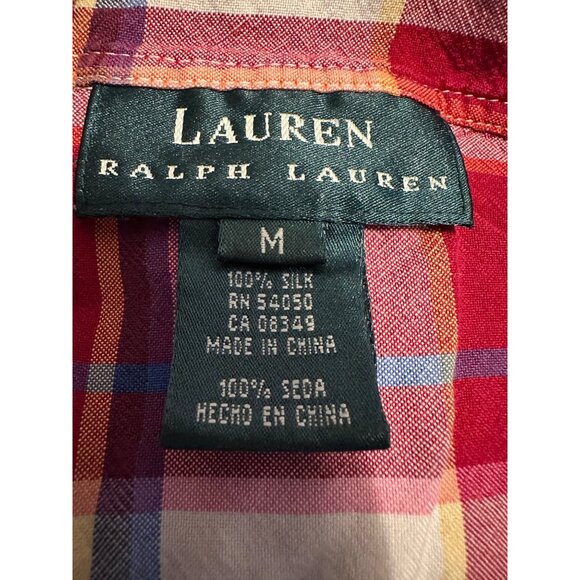 LAUREN
RALPH LAUREN
M
100% SILK
RN 54050
CA 08349
MADE IN CHINA
100% SEDA
HECHO EN CHINA